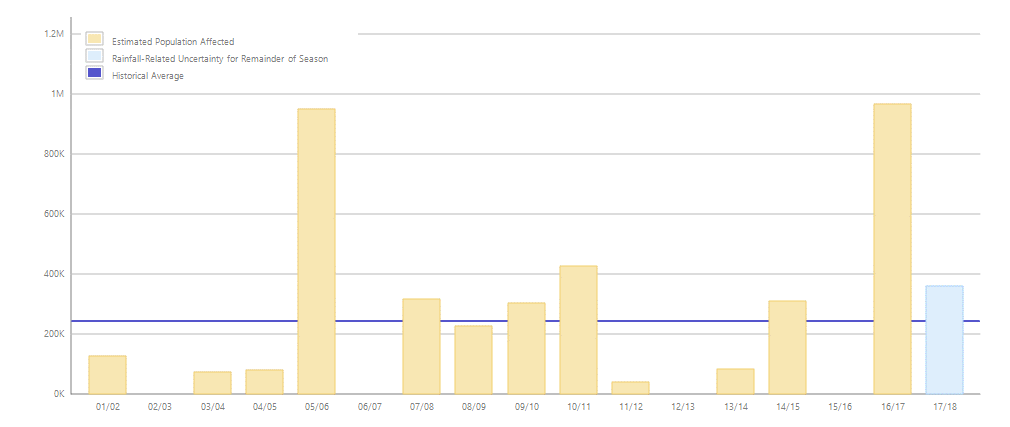 1.2M
Estimated Population Affected
Rainfall-Related Uncertainty for Remainder of Season
Historical Average
1M
800K
600K
400K
200K
0K
01/02 02/03 03/04 04/05 05/06 06/07 07/08 08/09 09/10 10/11 11/12 12/13 13/14 14/15 15/16 16/17 17/18